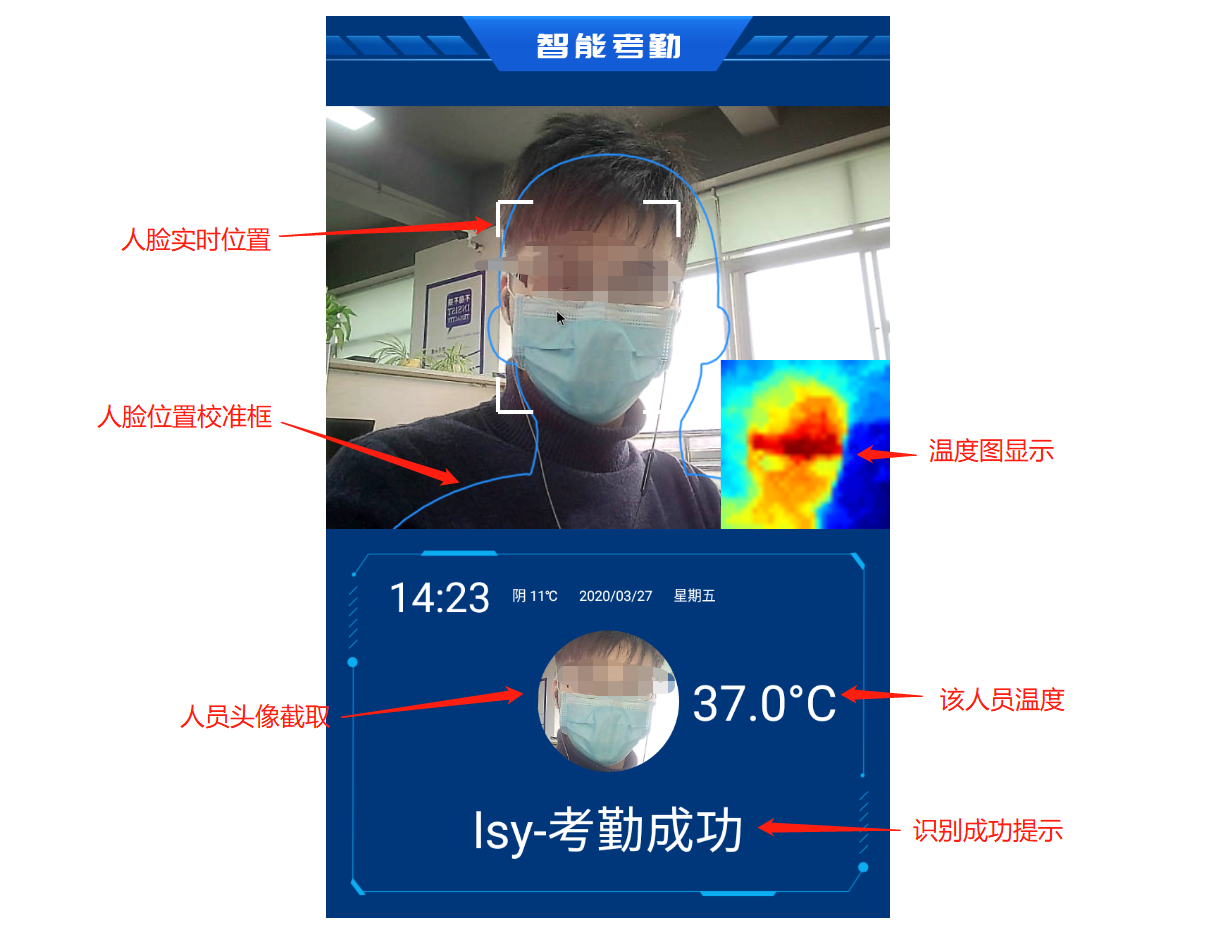 智能考勤
人脸实时位置
人脸位置校准框
温度图显示
14:23 阴 11℃ 2020/03/27 星期五
人员头像截取
37.0°C
该人员温度
lsy-考勤成功
识别成功提示